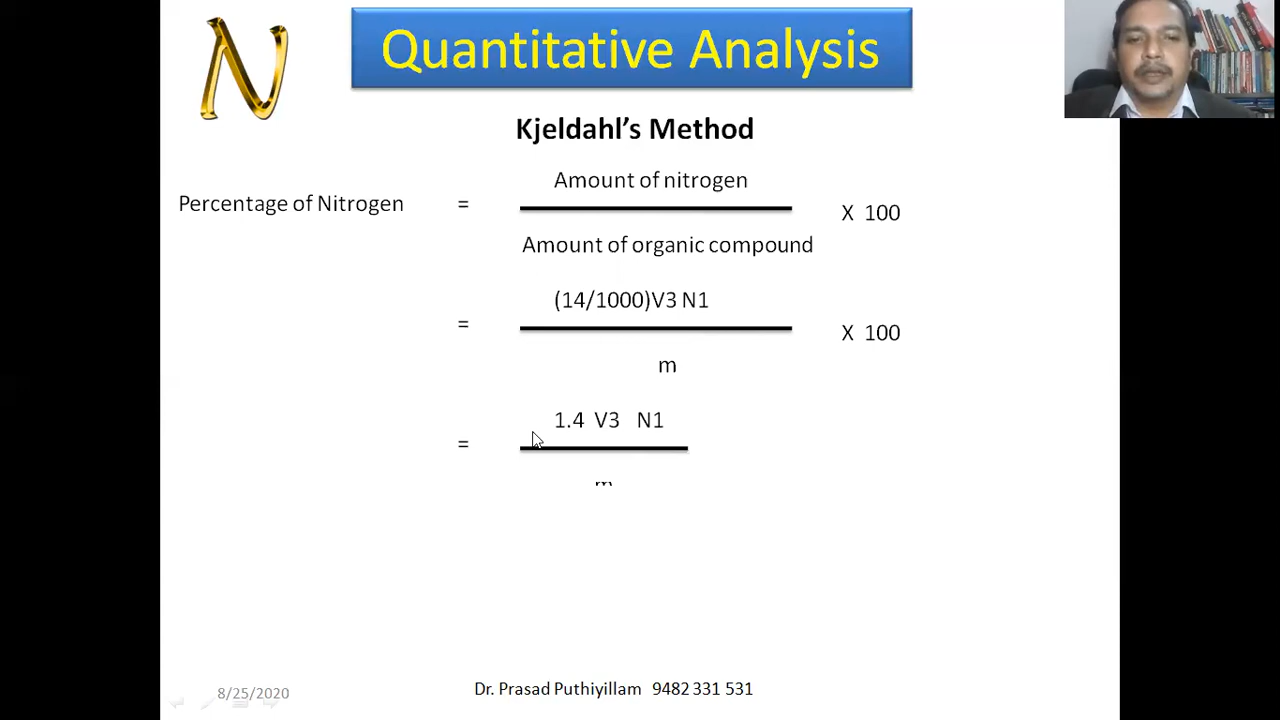 N
Quantitative Analysis
Kjeldahl's Method
Amount of nitrogen
Percentage of Nitrogen = X 100
Amount of organic compound
(14/1000)V3 N1
= X 100
m
1.4 V3 N1
=
m
8/25/2020
Dr. Prasad Puthiyillam 9482 331 531